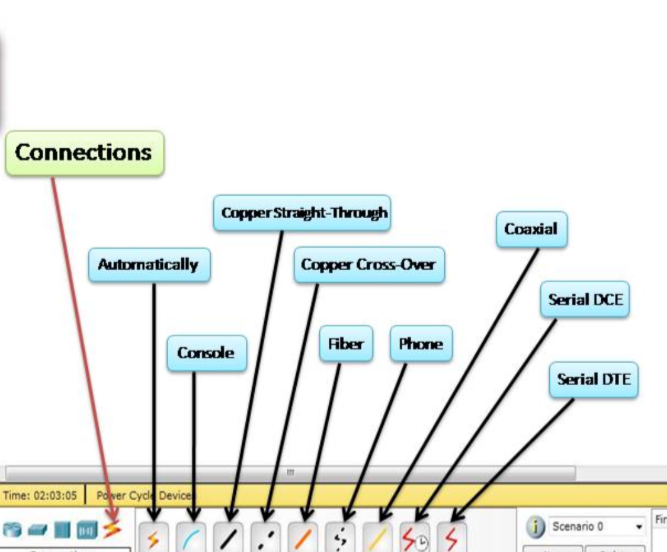 Connections
Copper Straight-Through
Coaxial
Automatically
Copper Cross-Over
Serial DCE
Console
Fiber
Phone
Serial DTE
Time: 02:03:05
Power Cycle Devices
Scenario 0